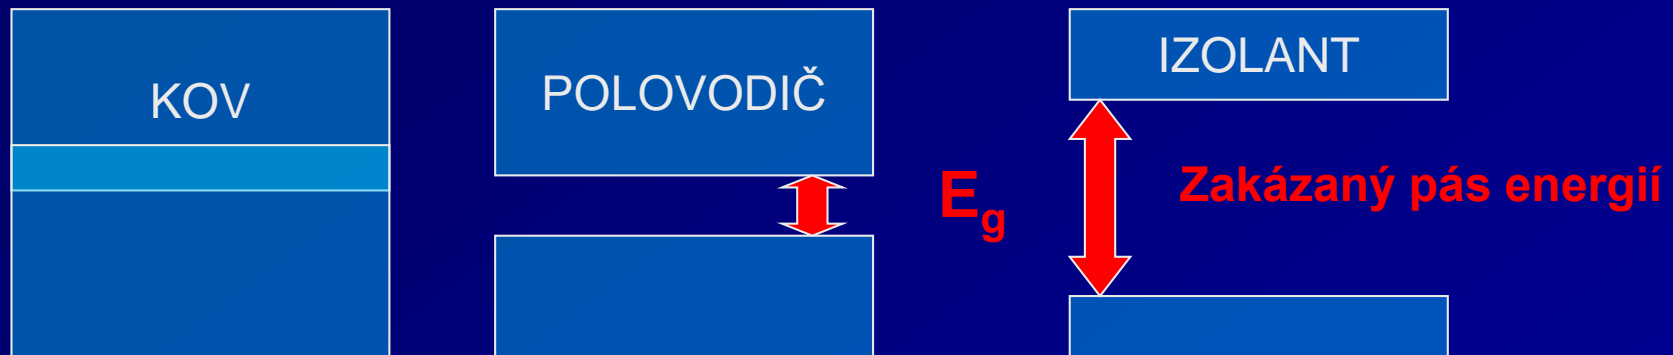 KOV
POLOVODIČ
IZOLANT
Eg
Zakázaný pás energií